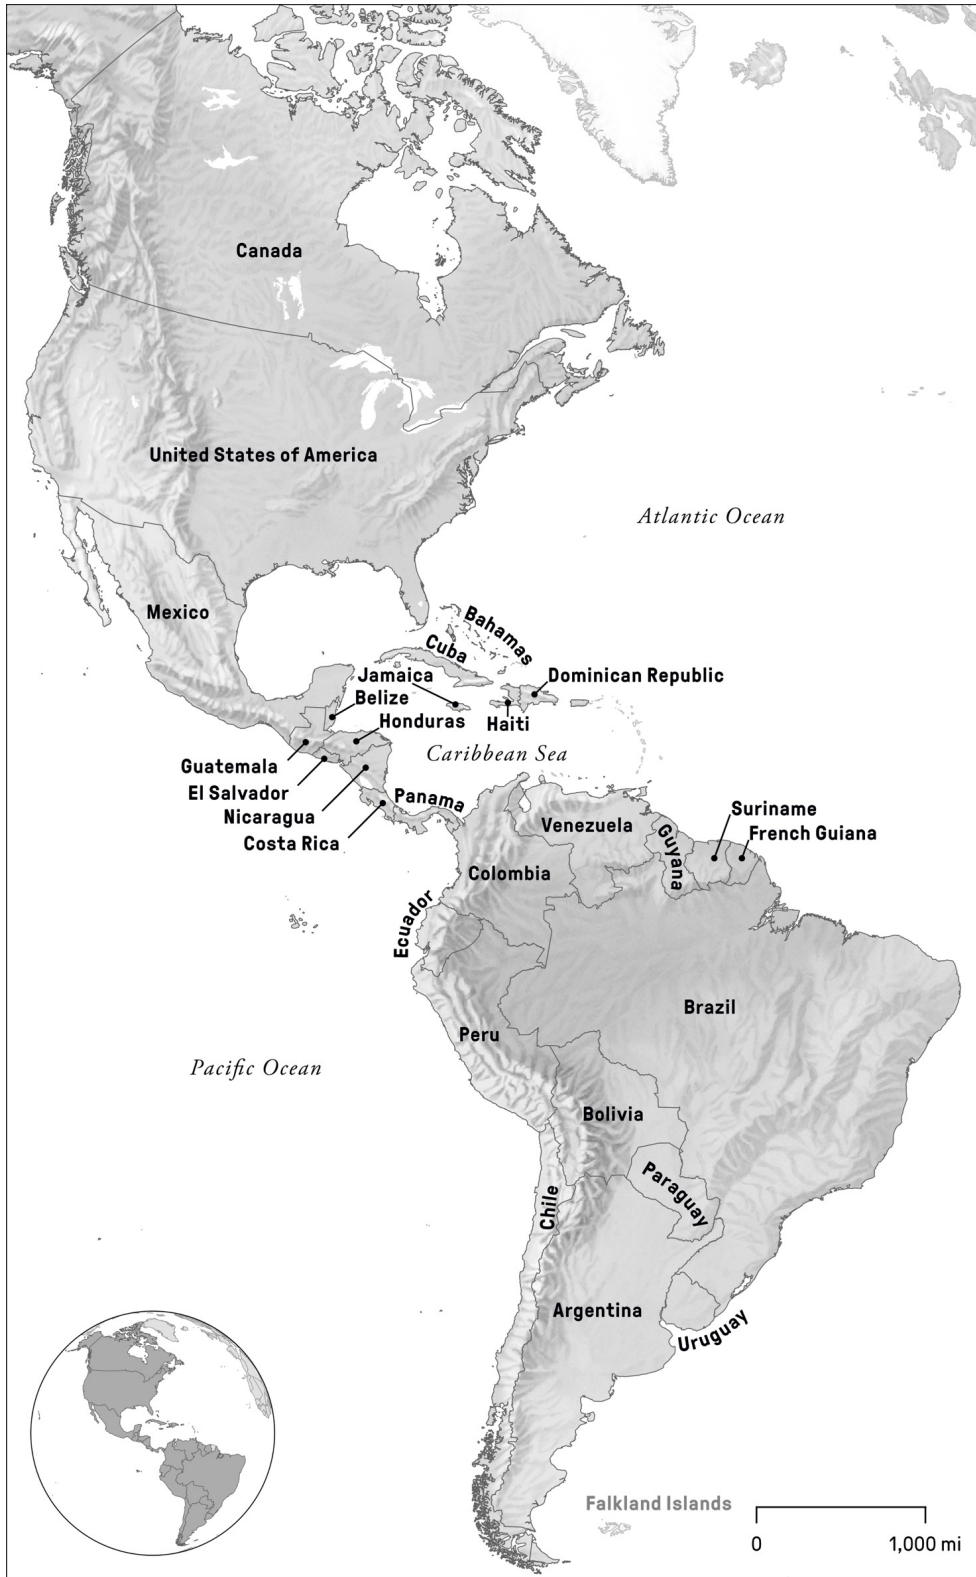 Canada
United States of America
Atlantic Ocean
Mexico
Bahamas
Cuba
Jamaica
Dominican Republic
Belize
Honduras
Haiti
Caribbean Sea
Guatemala
El Salvador
Nicaragua
Costa Rica
Panama
Venezuela
Guyana
Suriname
French Guiana
Colombia
Ecuador
Brazil
Peru
Pacific Ocean
Bolivia
Paraguay
Chile
Argentina
Uruguay
Falkland Islands
0
1,000 mi